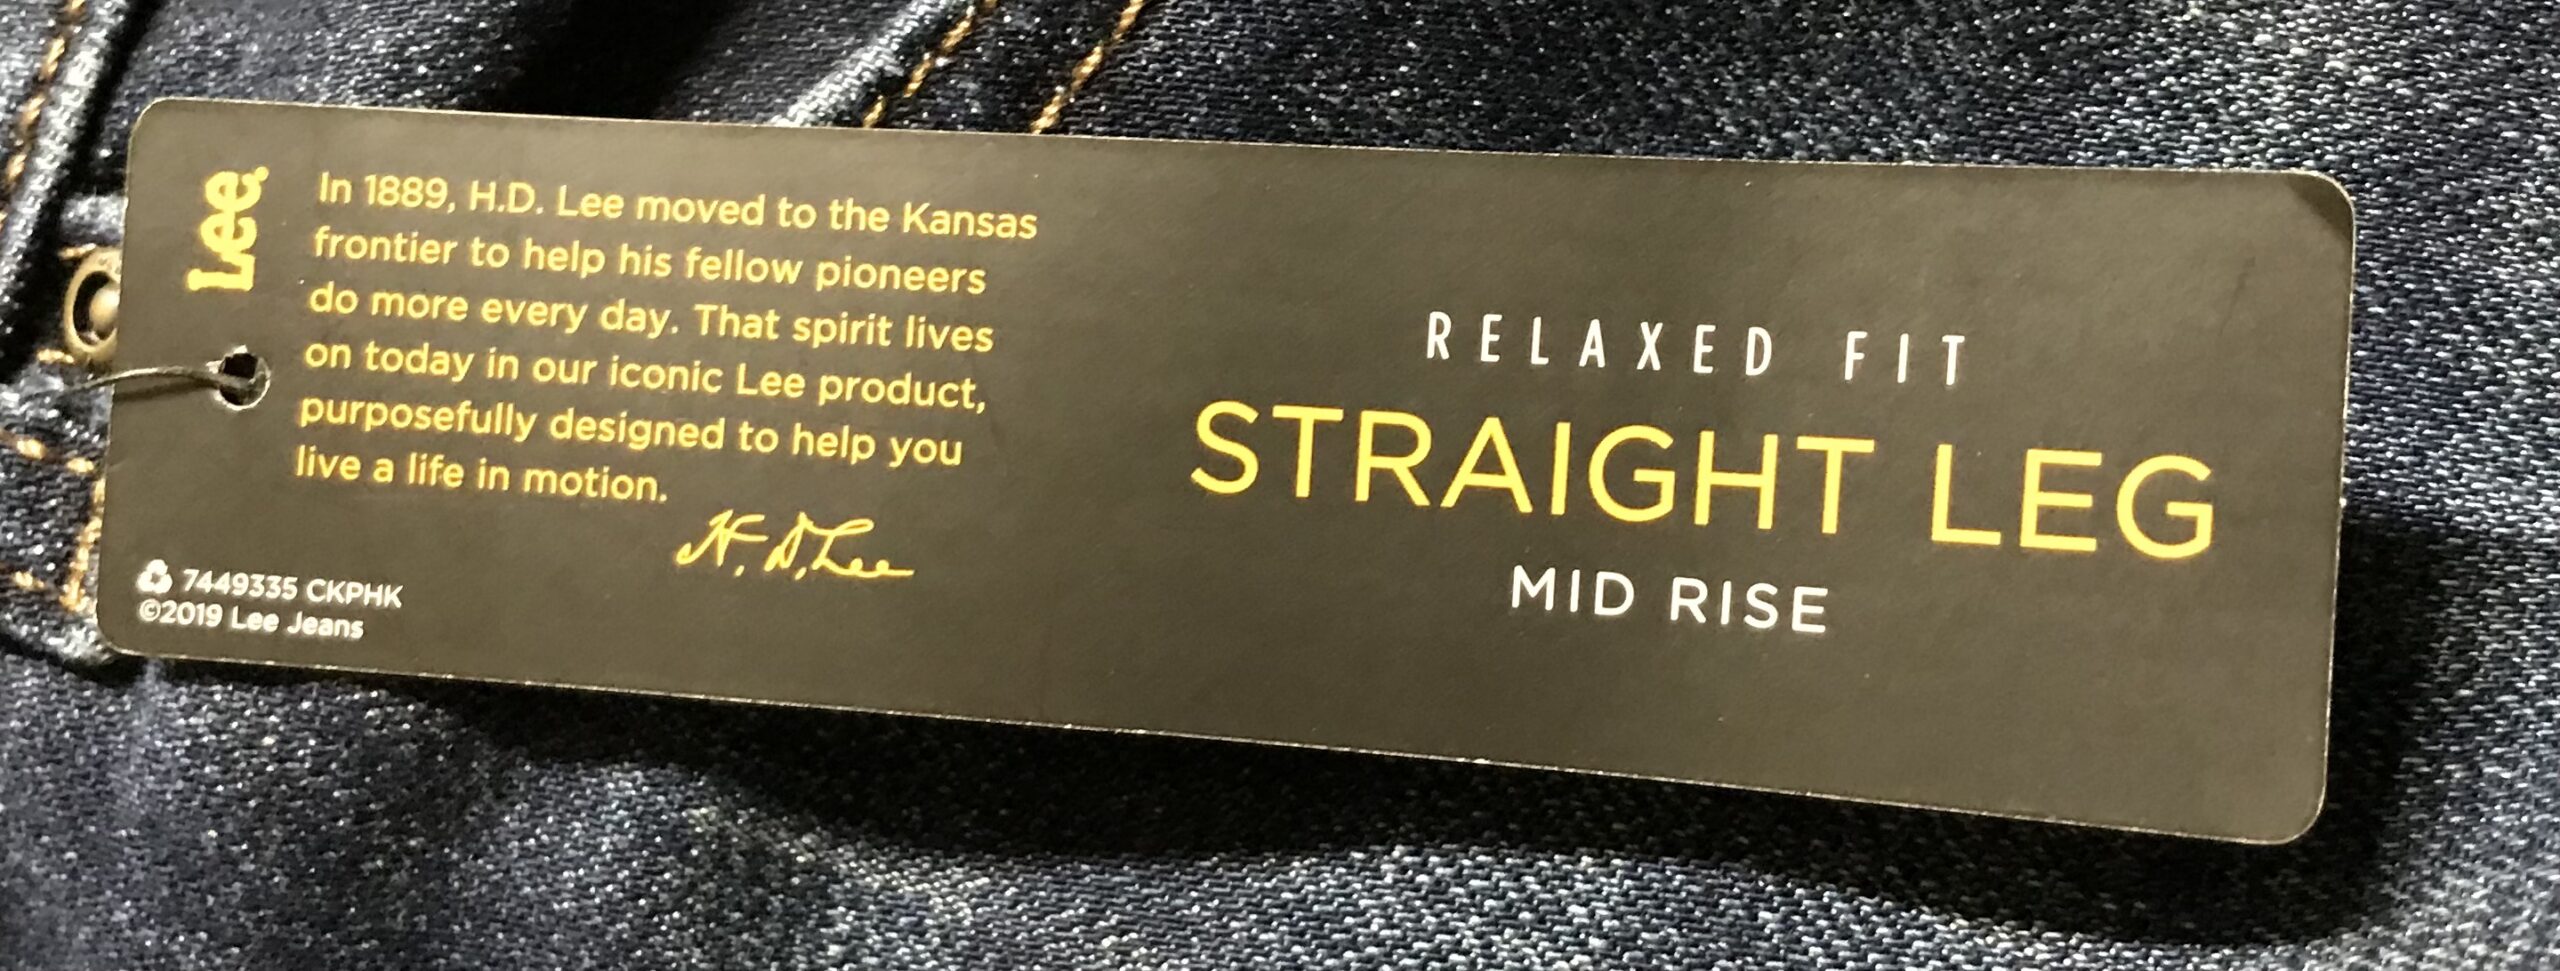 Lee®
In 1889, H.D. Lee moved to the Kansas
frontier to help his fellow pioneers
do more every day. That spirit lives
on today in our iconic Lee product,
purposefully designed to help you
live a life in motion.
H. D. Lee
7449335 CKPHK
©2019 Lee Jeans
RELAXED FIT
STRAIGHT LEG
MID RISE